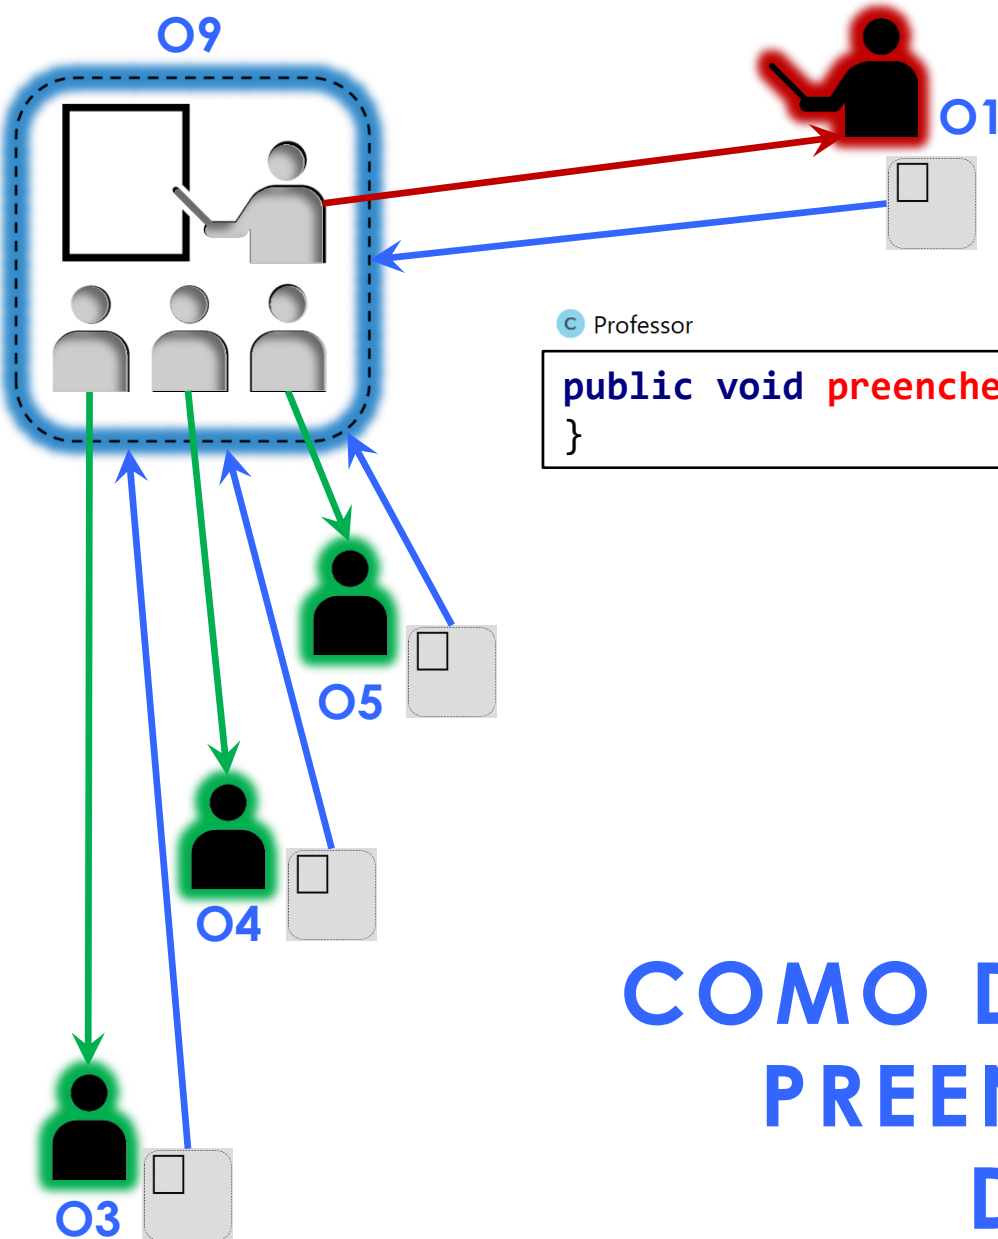 O9
O1
C Professor
public void preenche
}
O5
O4
O3
COMO D
PREEN
D